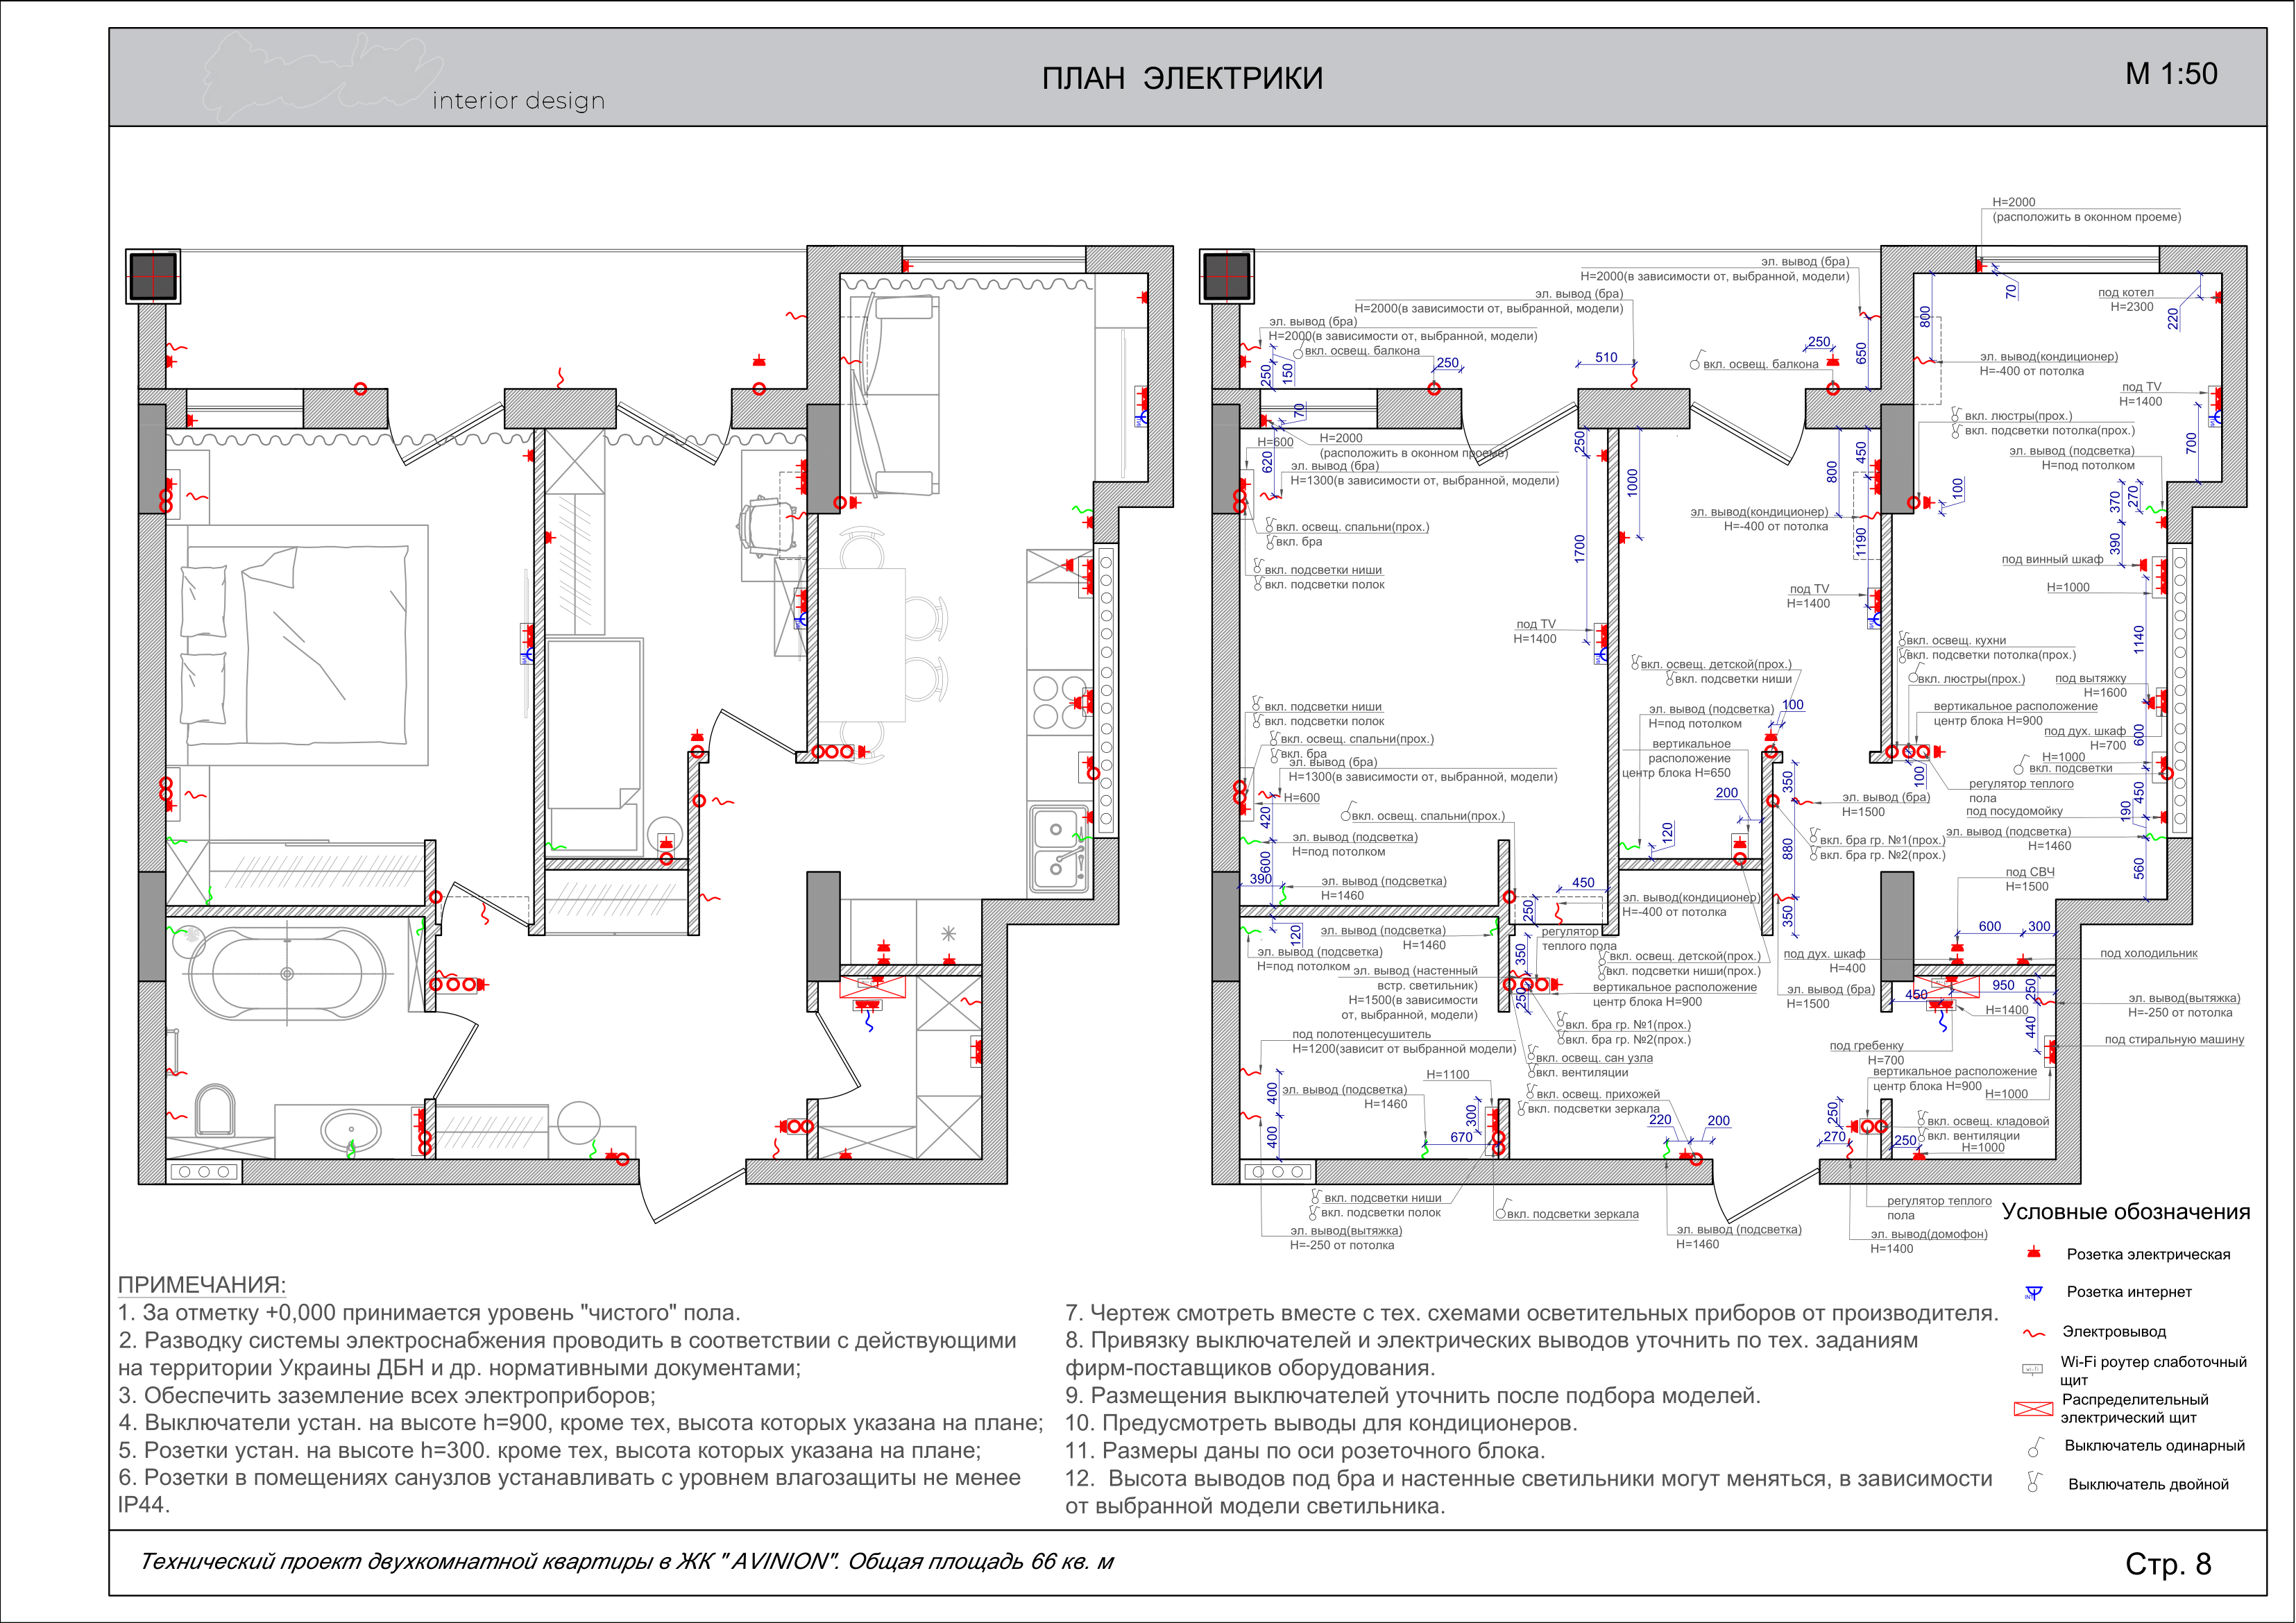 interior design
ПЛАН ЭЛЕКТРИКИ
М 1:50
H=2000
(расположить в оконном проеме)
эл. вывод (бра)
H=2000(в зависимости от, выбранной, модели)
эл. вывод (бра)
H=2000(в зависимости от, выбранной, модели)
эл. вывод (бра)
H=2000(в зависимости от, выбранной, модели)
вкл. освещ. балкона
250
150
250
510
вкл. освещ. балкона
250
650
800
70
под котел
H=2300
220
эл. вывод(кондиционер)
H=-400 от потолка
под TV
H=1400
700
вкл. люстры(прох.)
вкл. подсветки потолка(прох.)
эл. вывод (подсветка)
H=под потолком
70
H=600
H=2000
(расположить в оконном проеме)
620
эл. вывод (бра)
H=1300(в зависимости от, выбранной, модели)
250
1000
800
450
100
370
270
390
эл. вывод(кондиционер)
H=-400 от потолка
1190
вкл. освещ. спальни(прох.)
вкл. бра
вкл. подсветки ниши
вкл. подсветки полок
1700
под винный шкаф
H=1000
под TV
H=1400
под TV
H=1400
1140
вкл. освещ. кухни
вкл. подсветки потолка(прох.)
вкл. люстры(прох.)
вкл. освещ. детской(прох.)
вкл. подсветки ниши
под вытяжку
H=1600
вкл. подсветки ниши
вкл. подсветки полок
эл. вывод (подсветка)
H=под потолком
100
вертикальное расположение
центр блока H=900
под дух. шкаф
H=700
600
вкл. освещ. спальни(прох.)
вкл. бра
эл. вывод (бра)
H=1300(в зависимости от, выбранной, модели)
H=600
вертикальное
расположение
центр блока H=650
H=1000
вкл. подсветки
100
регулятор теплого
пола
под посудомойку
450
190
350
200
эл. вывод (бра)
H=1500
420
вкл. освещ. спальни(прох.)
120
880
вкл. бра гр. №1(прох.)
вкл. бра гр. №2(прох.)
эл. вывод (подсветка)
H=1460
эл. вывод (подсветка)
H=под потолком
600
390
эл. вывод (подсветка)
H=1460
450
250
эл. вывод(кондиционер)
H=-400 от потолка
350
под СВЧ
H=1500
560
120
эл. вывод (подсветка)
H=1460
эл. вывод (подсветка)
H=под потолком
регулятор
теплого пола
350
вкл. освещ. детской(прох.)
вкл. подсветки ниши(прох.)
под дух. шкаф
H=400
600
300
под холодильник
эл. вывод (настенный
встр. светильник)
H=1500(в зависимости
от, выбранной, модели)
250
вертикальное расположение
центр блока H=900
эл. вывод (бра)
H=1500
450
950
250
H=1400
эл. вывод(вытяжка)
H=-250 от потолка
440
под стиральную машину
вкл. бра гр. №1(прох.)
вкл. бра гр. №2(прох.)
под полотенцесушитель
H=1200(зависит от выбранной модели)
вкл. освещ. сан узла
вкл. вентиляции
под гребенку
H=700
вертикальное расположение
центр блока H=900
H=1000
400
эл. вывод (подсветка)
H=1460
H=1100
300
вкл. освещ. прихожей
вкл. подсветки зеркала
400
670
220
200
250
270
250
вкл. освещ. кладовой
вкл. вентиляции
H=1000
вкл. подсветки ниши
вкл. подсветки полок
вкл. подсветки зеркала
эл. вывод(вытяжка)
H=-250 от потолка
эл. вывод (подсветка)
H=1460
регулятор теплого
пола
эл. вывод(домофон)
H=1400
Условные обозначения
Розетка электрическая
Розетка интернет
Электровывод
Wi-Fi роутер слаботочный
щит
Распределительный
электрический щит
Выключатель одинарный
Выключатель двойной
ПРИМЕЧАНИЯ:
1. За отметку +0,000 принимается уровень "чистого" пола.
2. Разводку системы электроснабжения проводить в соответствии с действующими
на территории Украины ДБН и др. нормативными документами;
3. Обеспечить заземление всех электроприборов;
4. Выключатели устан. на высоте h=900, кроме тех, высота которых указана на плане;
5. Розетки устан. на высоте h=300. кроме тех, высота которых указана на плане;
6. Розетки в помещениях санузлов устанавливать с уровнем влагозащиты не менее
IP44.
7. Чертеж смотреть вместе с тех. схемами осветительных приборов от производителя.
8. Привязку выключателей и электрических выводов уточнить по тех. заданиям
фирм-поставщиков оборудования.
9. Размещения выключателей уточнить после подбора моделей.
10. Предусмотреть выводы для кондиционеров.
11. Размеры даны по оси розеточного блока.
12. Высота выводов под бра и настенные светильники могут меняться, в зависимости
от выбранной модели светильника.
Технический проект двухкомнатной квартиры в ЖК " AVINION". Общая площадь 66 кв. м
Стр. 8